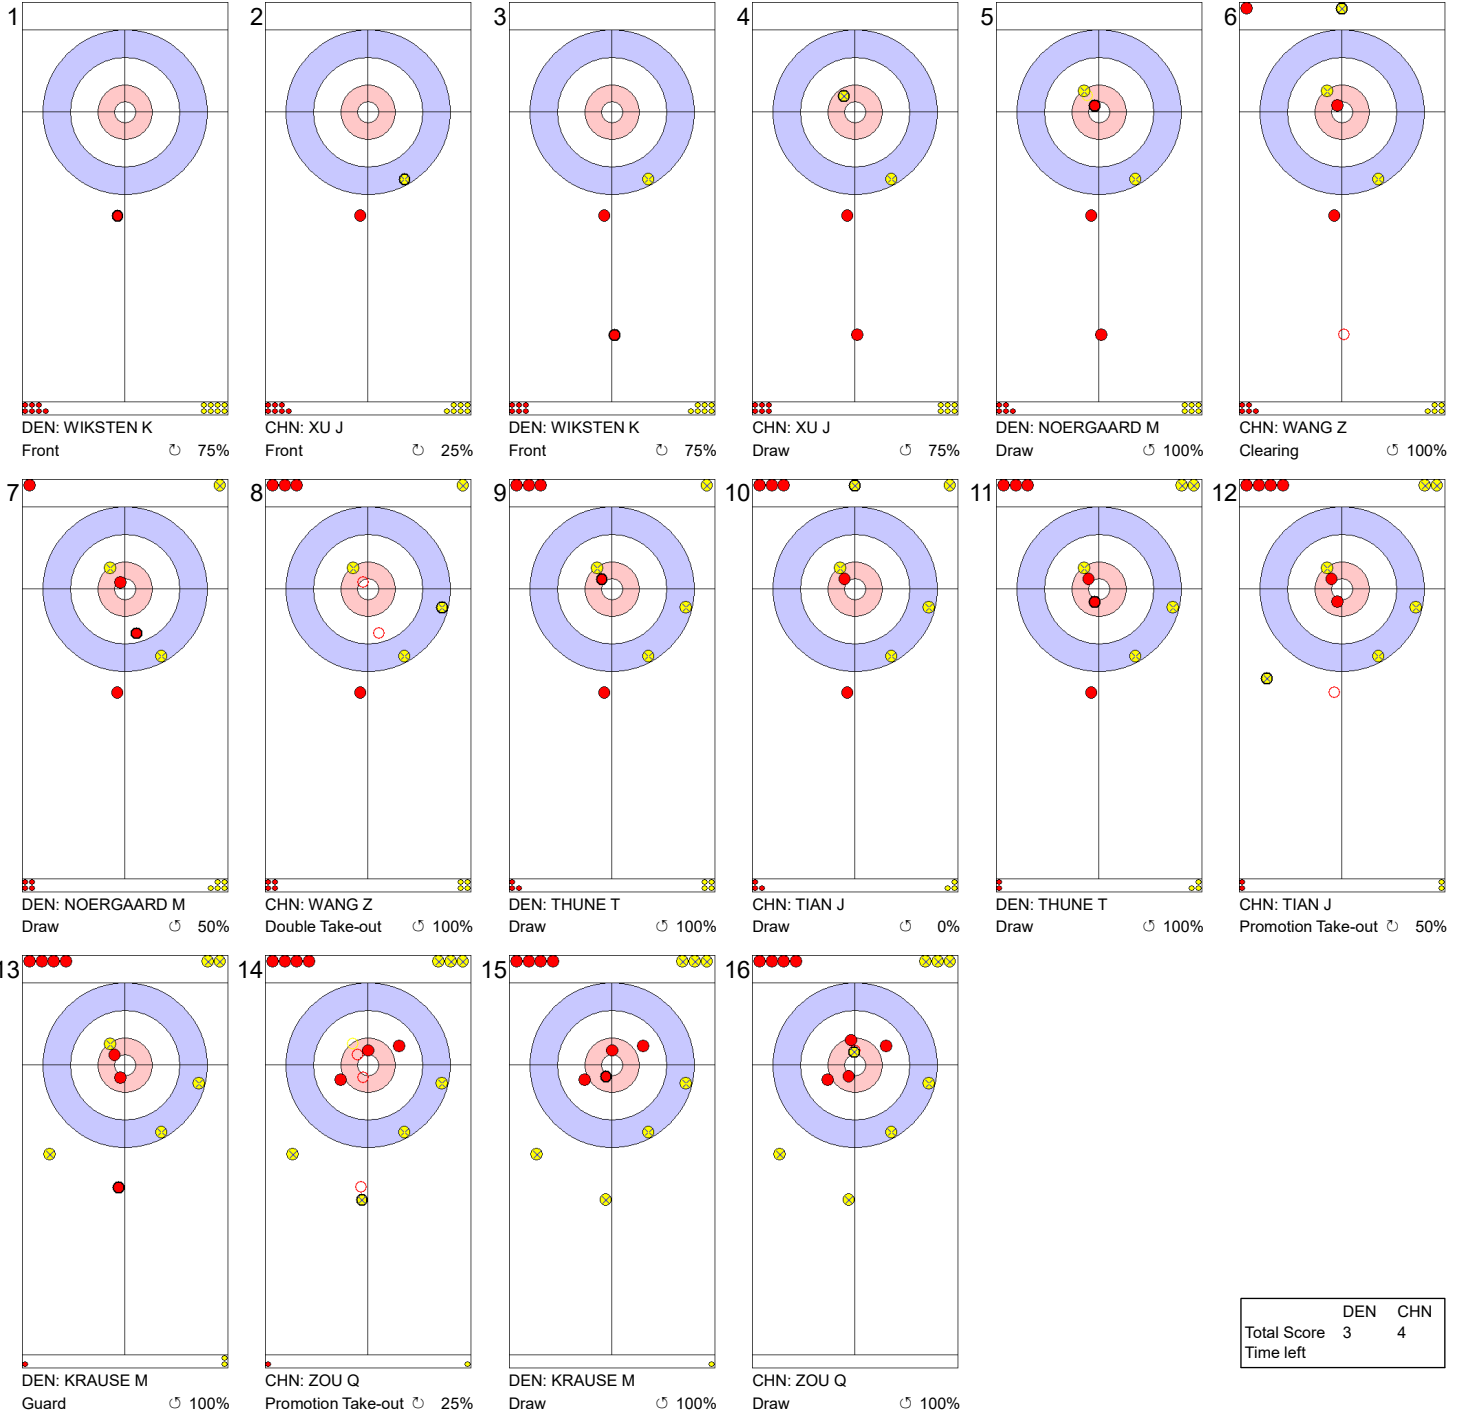 1 2 3 4 5 6
DEN: WIKSTEN K CHN: XU J DEN: WIKSTEN K CHN: XU J DEN: NOERGAARD M CHN: WANG Z
Front ↻ 75% Front ↻ 25% Front ↻ 75% Draw ↺ 75% Draw ↺ 100% Clearing ↺ 100%
7 8 9 10 11 12
DEN: NOERGAARD M CHN: WANG Z DEN: THUNE T CHN: TIAN J DEN: THUNE T CHN: TIAN J
Draw ↺ 50% Double Take-out ↺ 100% Draw ↺ 100% Draw ↺ 0% Draw ↺ 100% Promotion Take-out ↻ 50%
13 14 15 16
DEN CHN
Total Score 3 4
Time left
DEN: KRAUSE M CHN: ZOU Q DEN: KRAUSE M CHN: ZOU Q
Guard ↺ 100% Promotion Take-out ↻ 25% Draw ↺ 100% Draw ↺ 100%